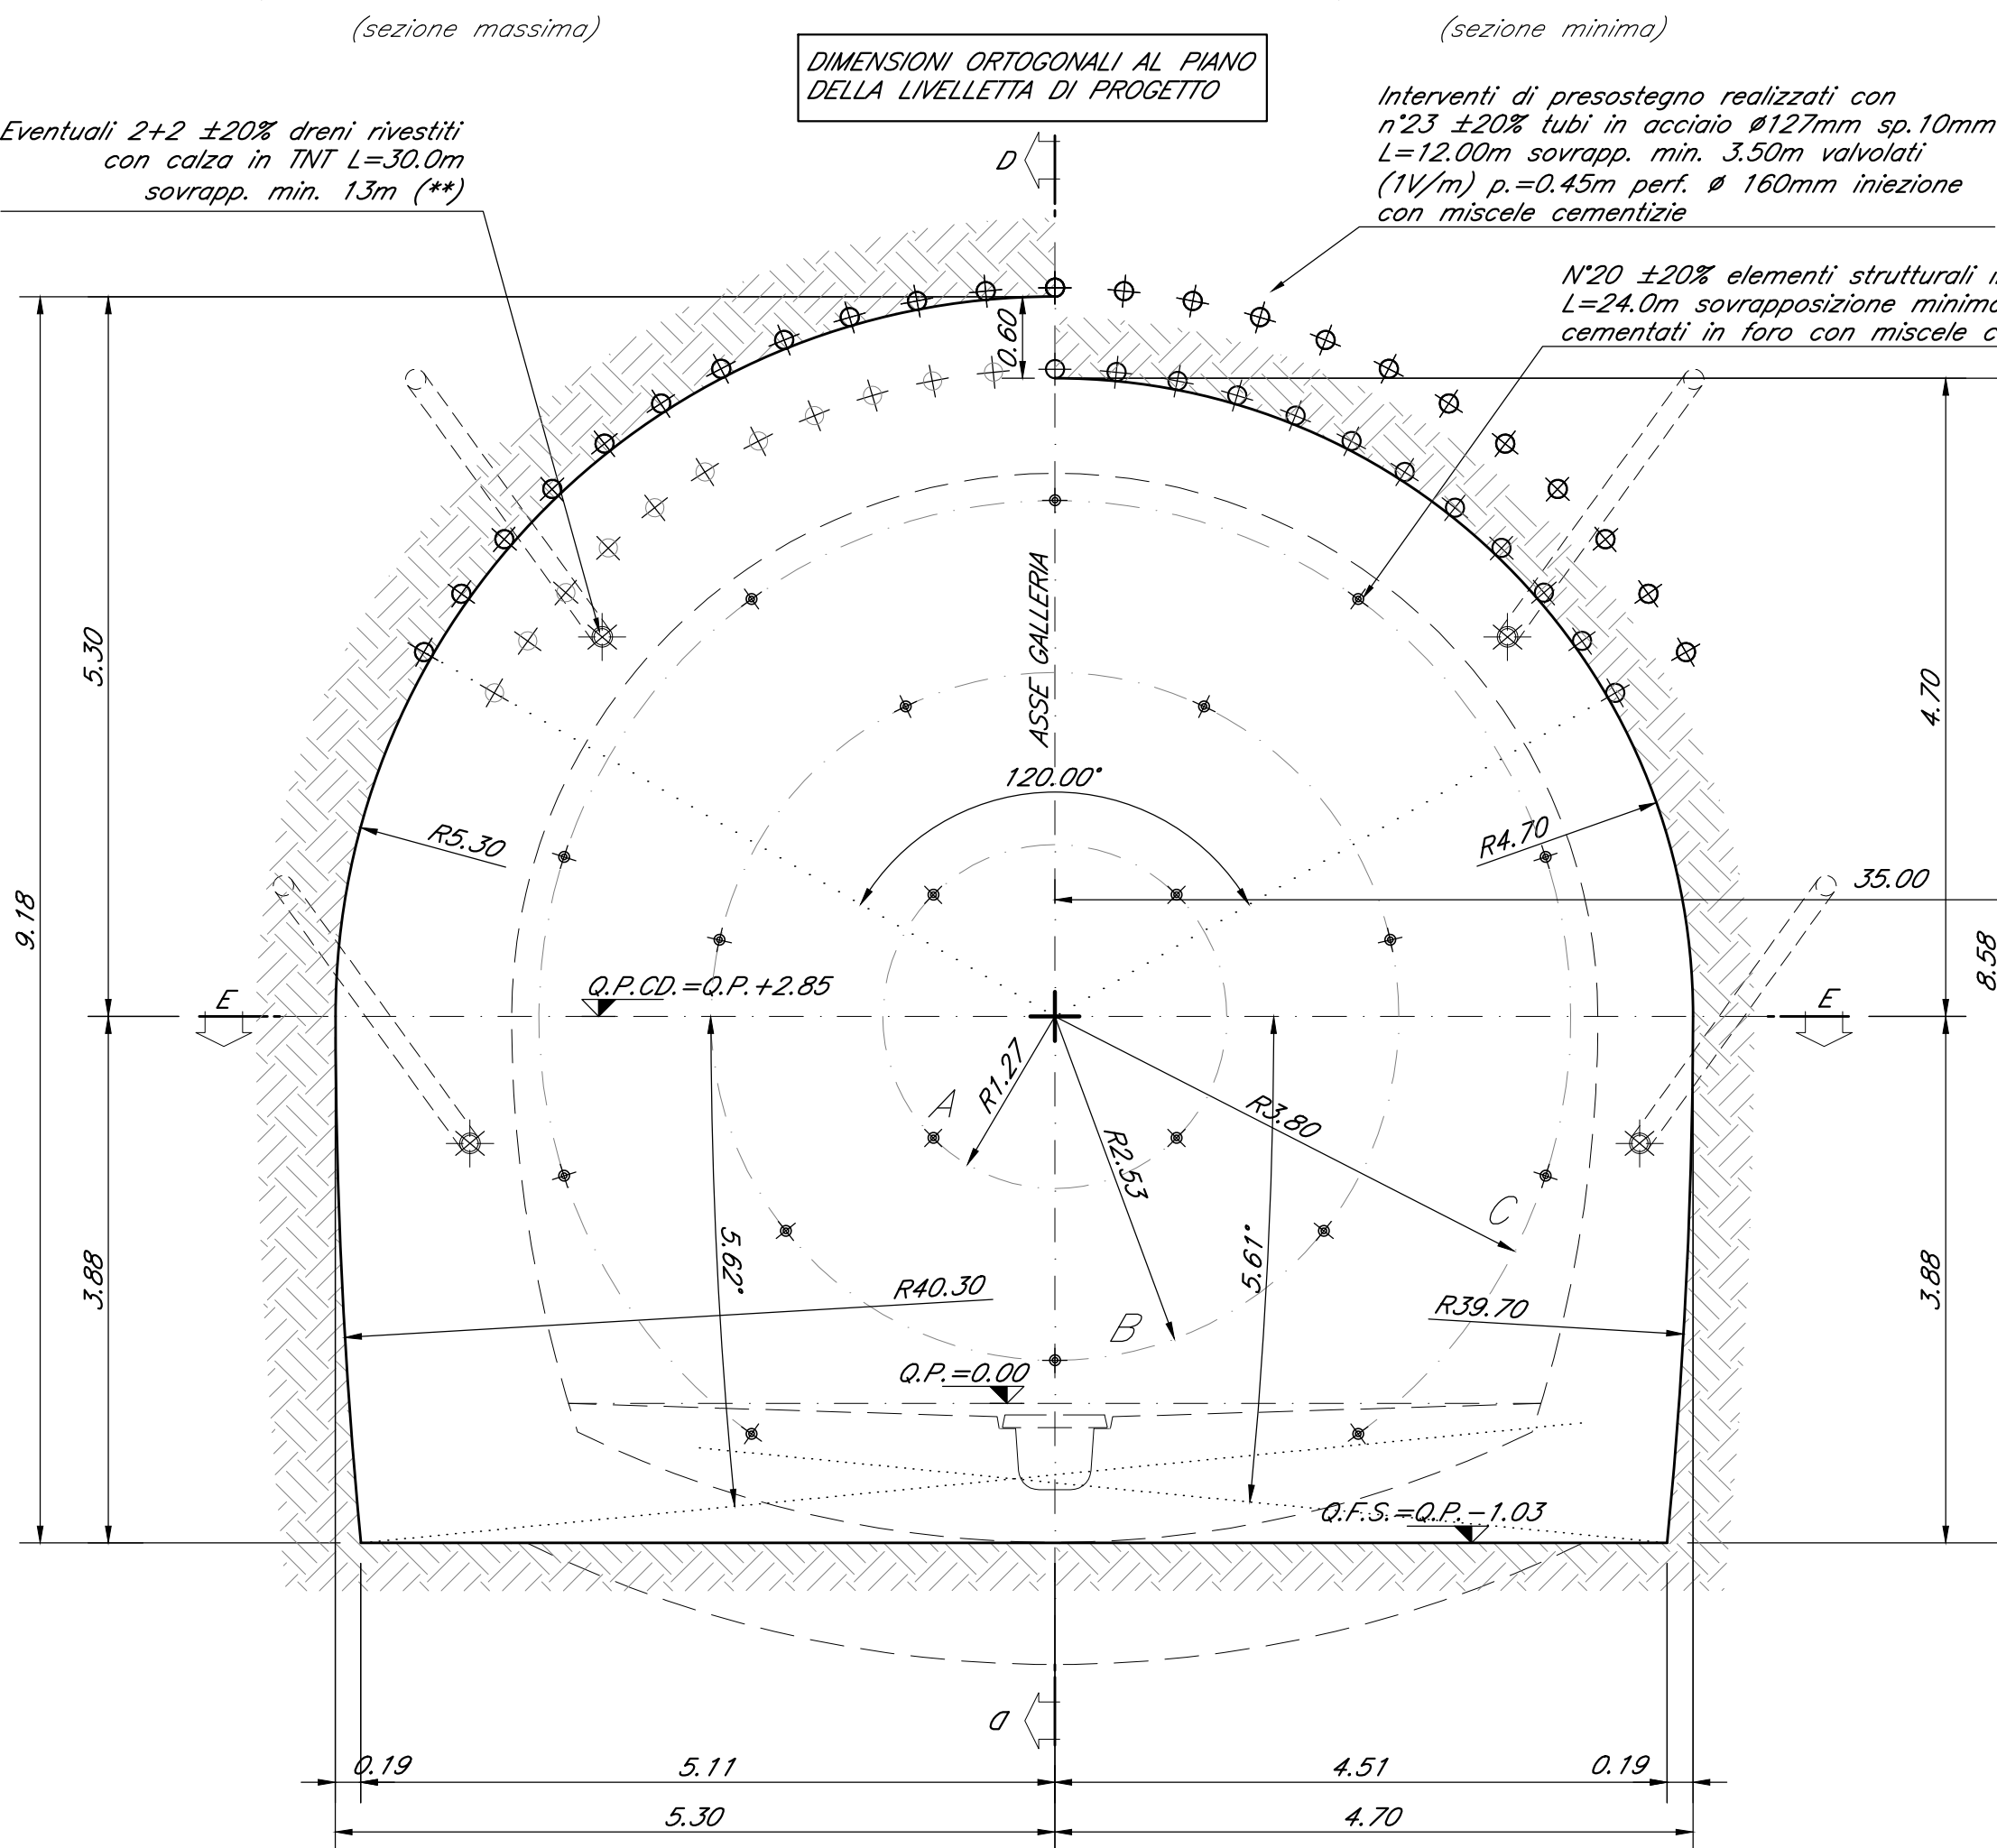 (sezione massima)
(sezione minima)
DIMENSIONI ORTOGONALI AL PIANO
DELLA LIVELLETTA DI PROGETTO
Eventuali 2+2 ±20% dreni rivestiti
con calza in TNT L=30.0m
sovrapp. min. 13m (**)
Interventi di presostegno realizzati con
n°23 ±20% tubi in acciaio ø127mm sp.10mm
L=12.00m sovrapp. min. 3.50m valvolati
(1V/m) p.=0.45m perf. ø 160mm iniezione
con miscele cementizie
N°20 ±20% elementi strutturali i
L=24.0m sovrapposizione minima
cementati in foro con miscele c
D
0.60
5.30
9.18
3.88
ASSE GALLERIA
120.00°
R5.30
R4.70
4.70
35.00
8.58
3.88
Q.P.CD.=Q.P.+2.85
E
E
A
R1.27
R2.53
R3.80
C
5.62°
5.61°
R40.30
R39.70
B
Q.P.=0.00
Q.F.S.=Q.P.-1.03
D
0.19
5.11
4.51
0.19
5.30
4.70